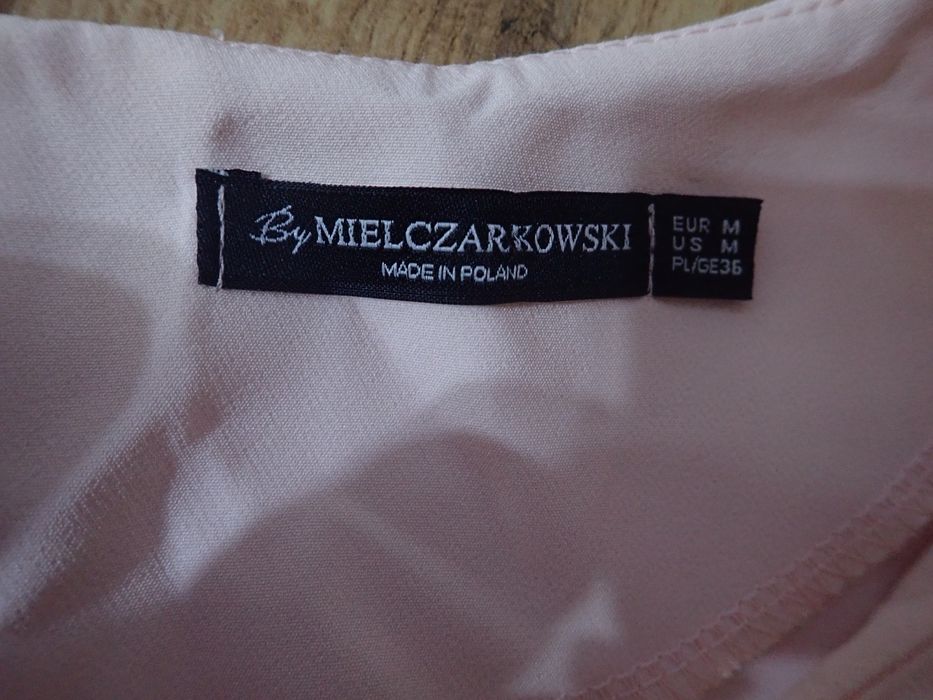 By MIELCZARKOWSKI
MADE IN POLAND
EUR M
US M
PL/GE36